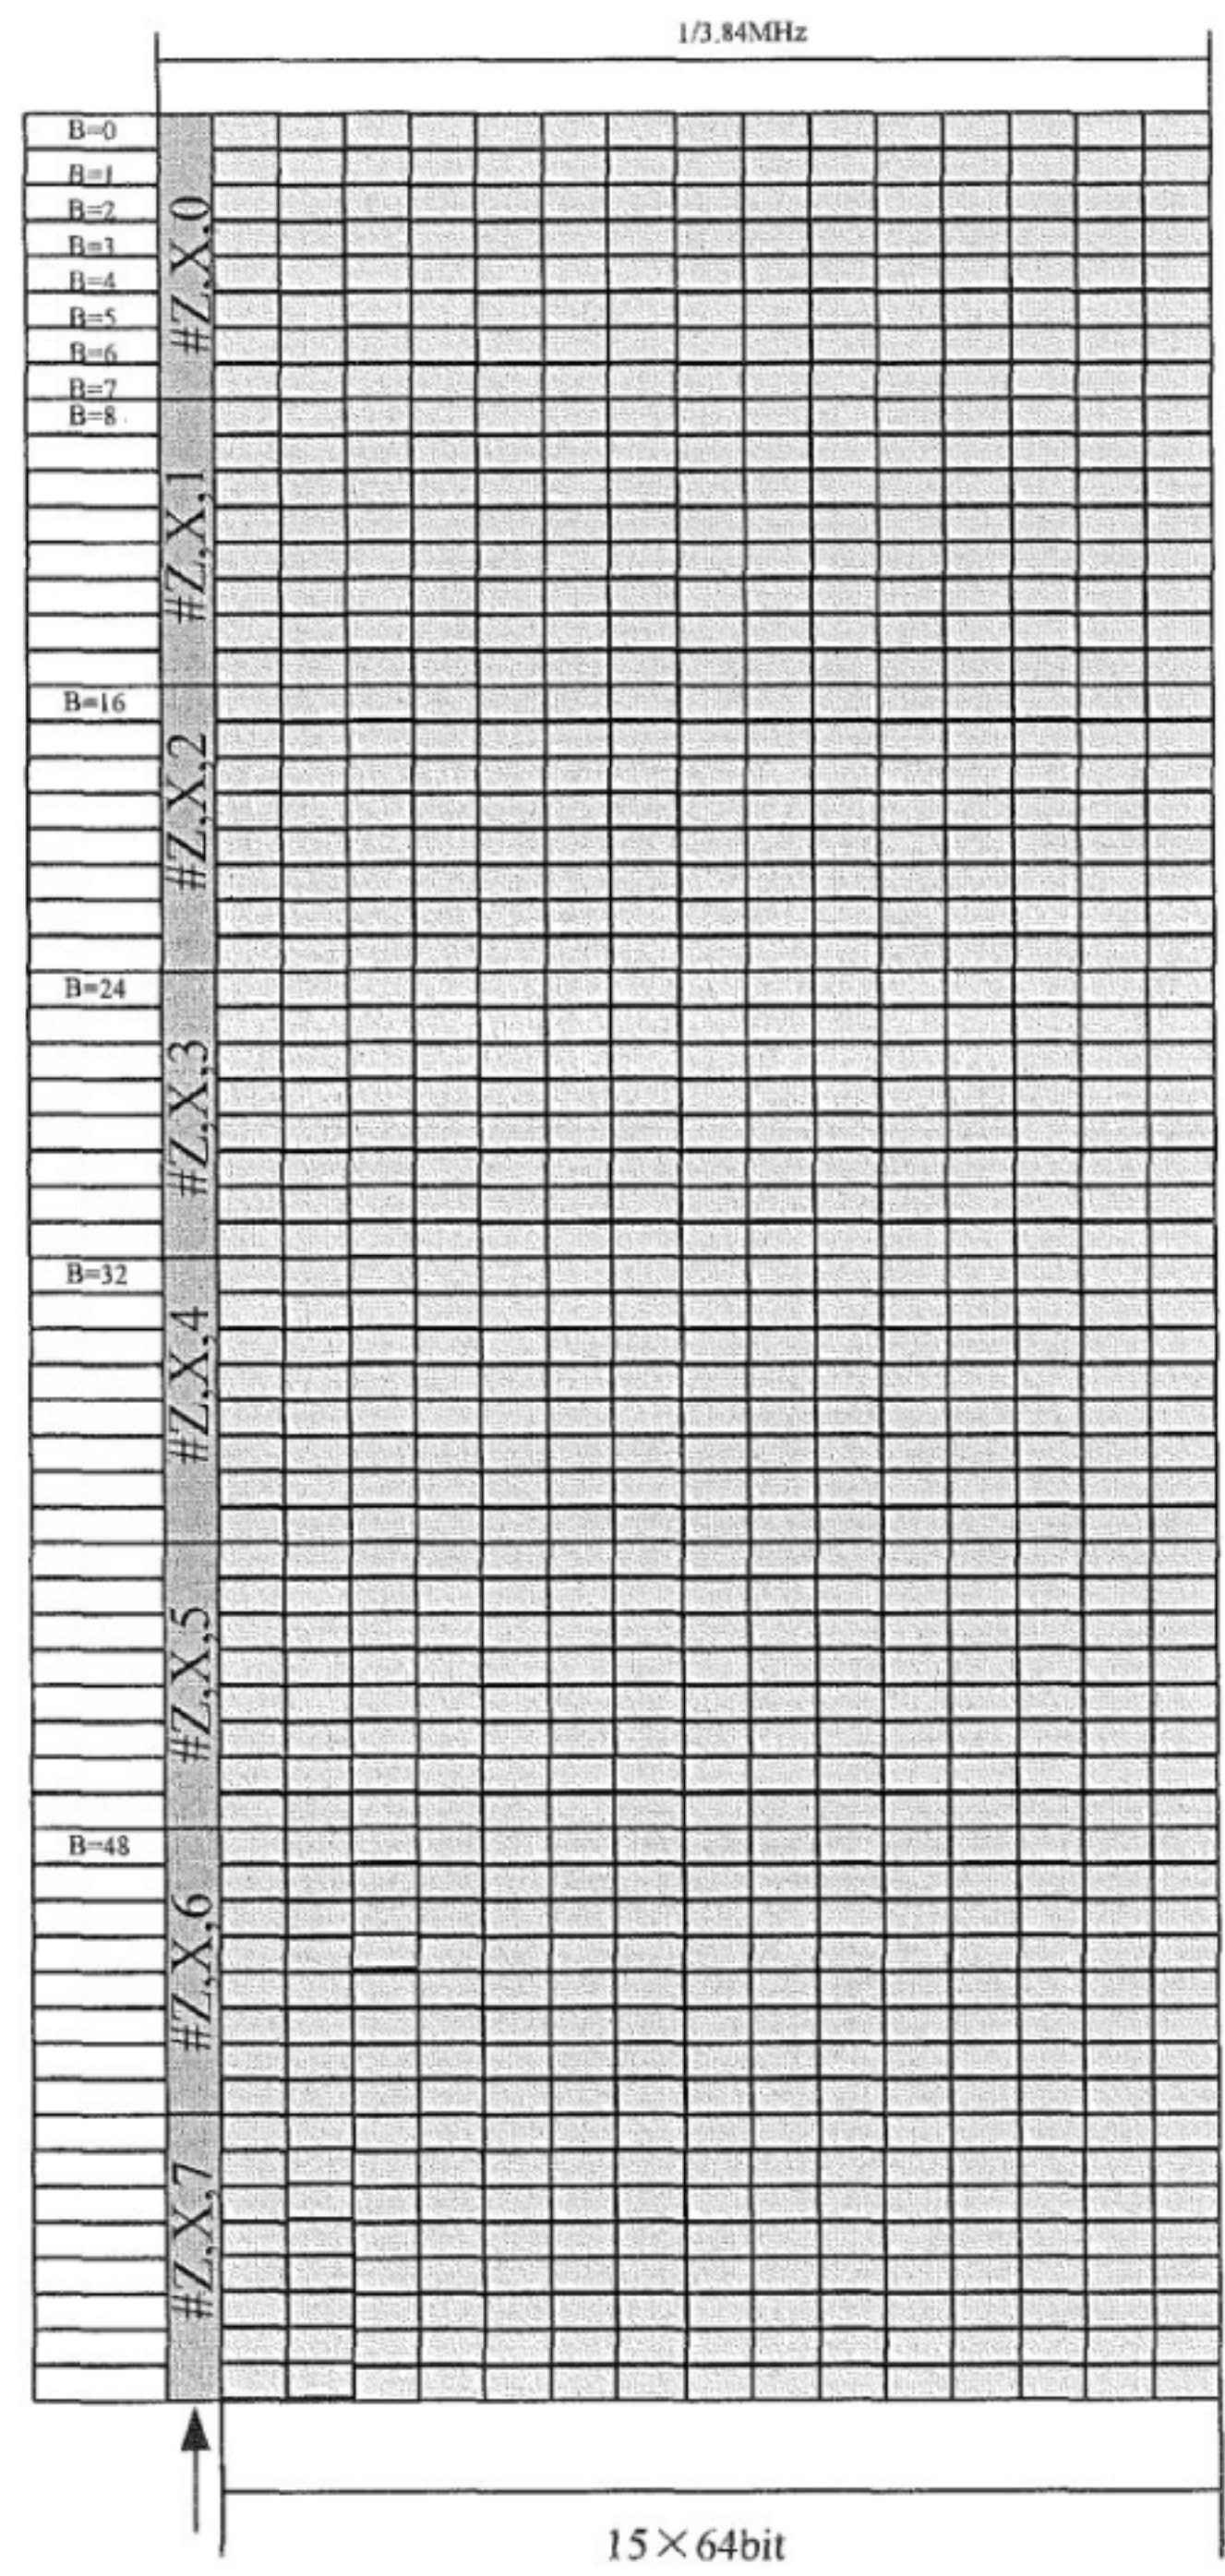 1/3.84MHz
B=0
B=1
B=2
B=3
B=4
B=5
B=6
B=7
B=8
B=16
B=24
B=32
B=48
#Z,X,0
#Z,X,1
#Z,X,2
#Z,X,3
#Z,X,4
#Z,X,5
#Z,X,6
#Z,X,7
15×64bit